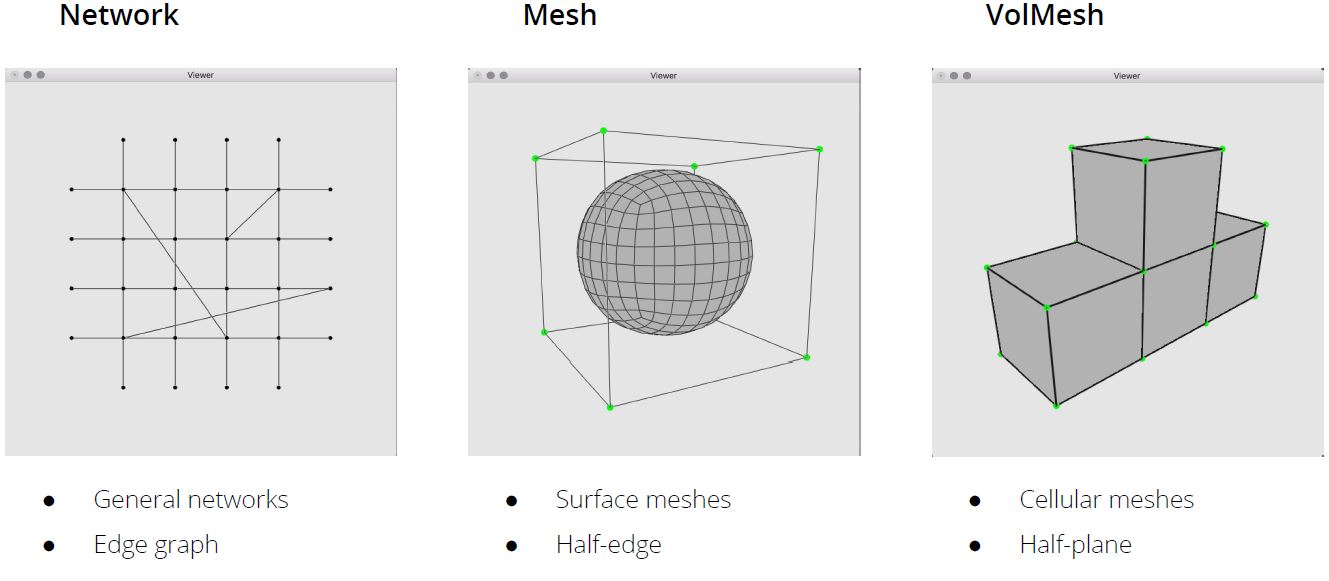 Network
Mesh
VolMesh
Viewer
Viewer
Viewer
● General networks
● Edge graph
● Surface meshes
● Half-edge
● Cellular meshes
● Half-plane